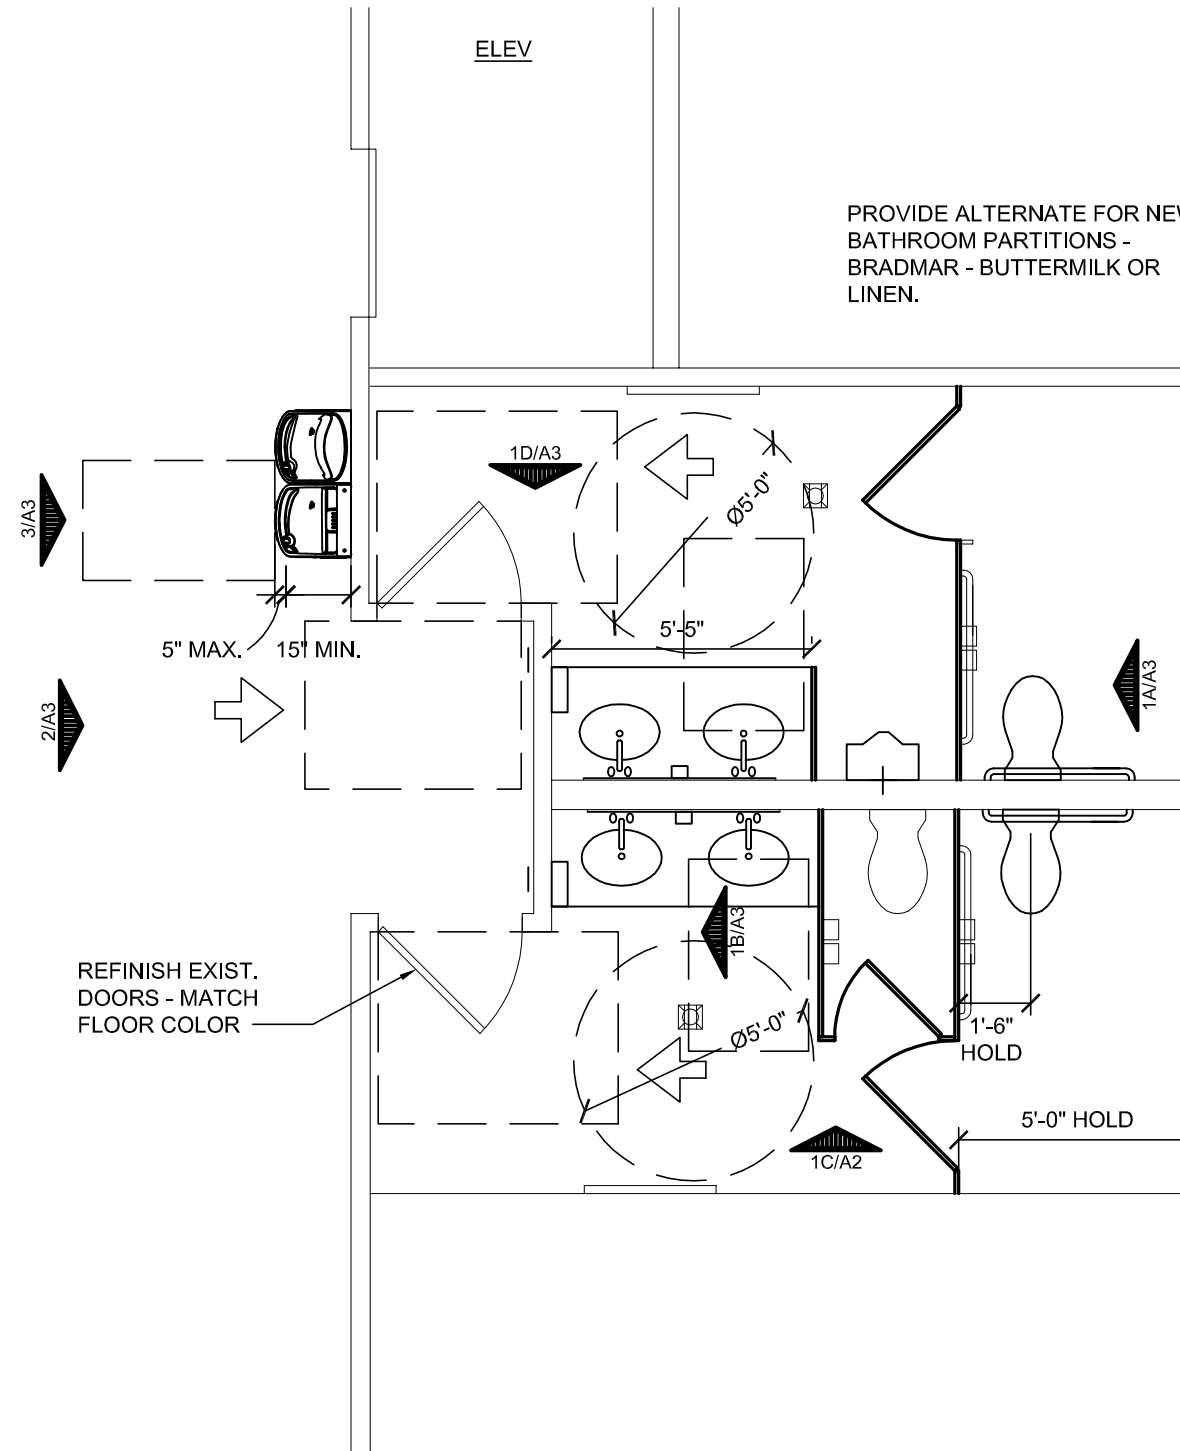 ELEV
PROVIDE ALTERNATE FOR NEW
BATHROOM PARTITIONS -
BRADMAR - BUTTERMILK OR
LINEN.
1D/A3
Ø5'-0"
3/A3
5'-5"
5" MAX.
15" MIN.
1A/A3
2/A3
1B/A3
REFINISH EXIST.
DOORS - MATCH
FLOOR COLOR
Ø5'-0"
1'-6"
HOLD
5'-0" HOLD
1C/A2